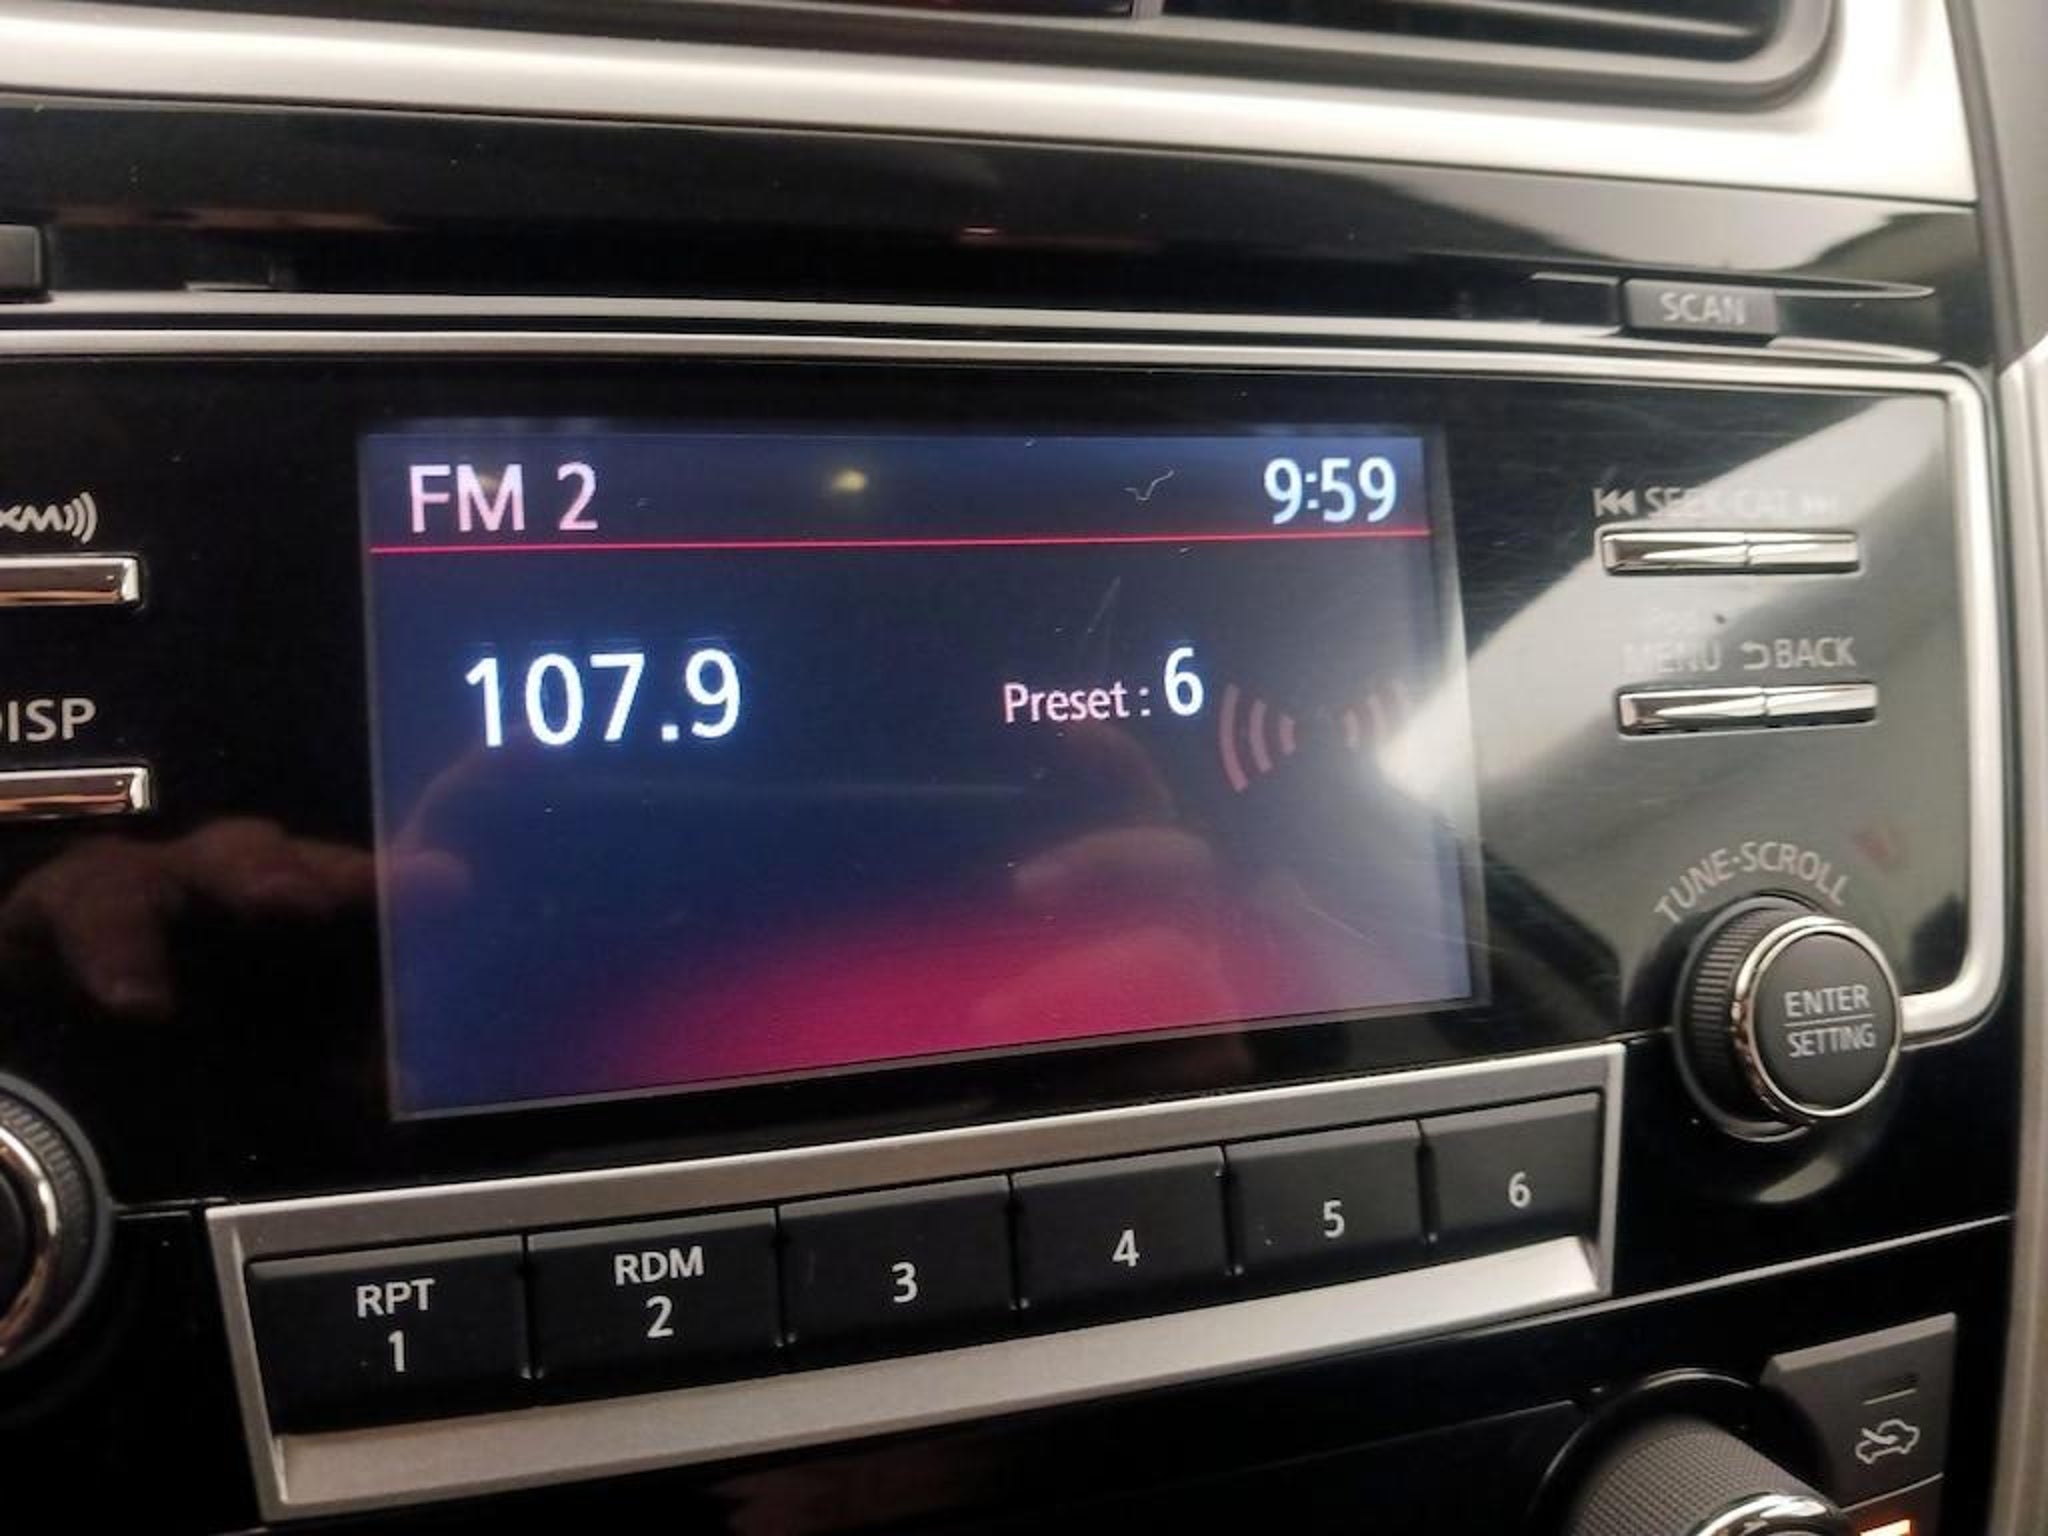 SCAN
FM 2
9:59
SEEK·CAT
107.9
Preset : 6
MENU
BACK
TUNE·SCROLL
ENTER
SETTING
RPT
1
RDM
2
3
4
5
6